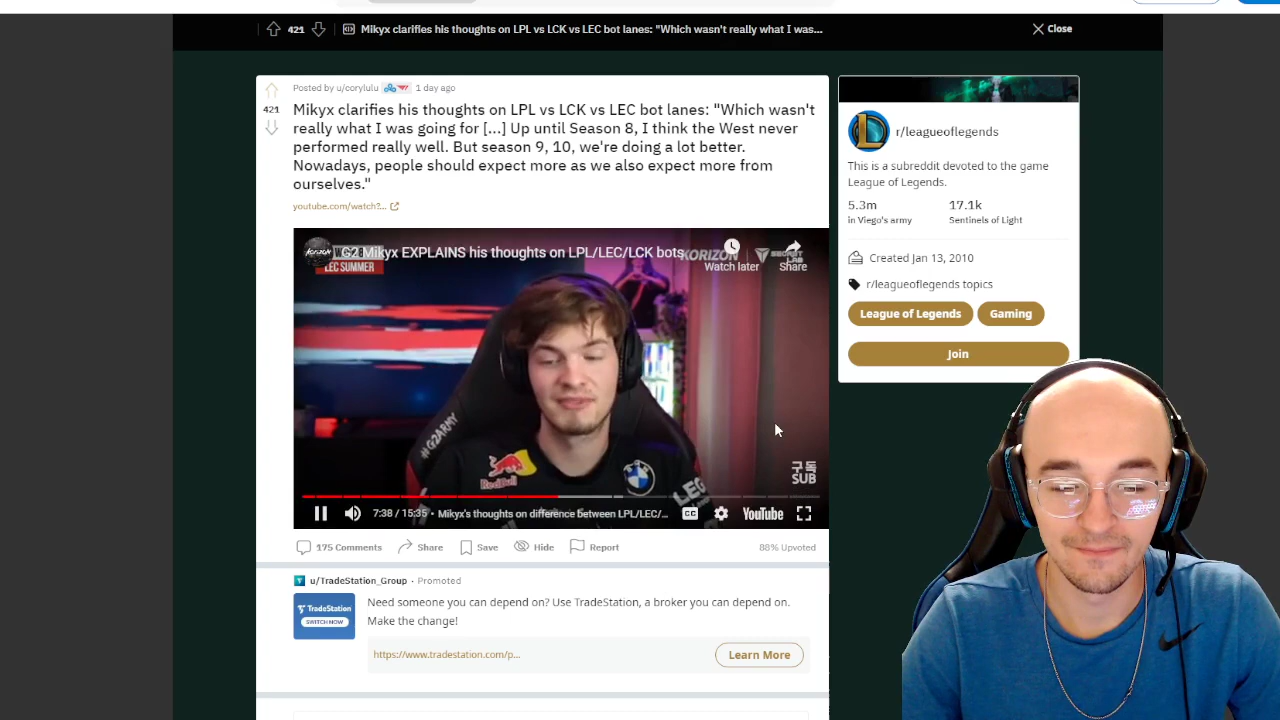 421
Mikyx clarifies his thoughts on LPL vs LCK vs LEC bot lanes: "Which wasn't really what I was...
Close
Posted by u/corylulu
1 day ago
421
Mikyx clarifies his thoughts on LPL vs LCK vs LEC bot lanes: "Which wasn't
really what I was going for [...] Up until Season 8, I think the West never
performed really well. But season 9, 10, we're doing a lot better.
Nowadays, people should expect more as we also expect more from
ourselves."
youtube.com/watch?...
G2 Mikyx EXPLAINS his thoughts on LPL/LEC/LCK bots
KORIZON
Watch later
Share
LEC SUMMER
#G2ARMY
RedBull
BMW
구독
SUB
7:38 / 15:35 • Mikyx's thoughts on difference between LPL/LEC/...
CC
YouTube
175 Comments
Share
Save
Hide
Report
88% Upvoted
u/TradeStation_Group · Promoted
TradeStation
SWITCH NOW
Need someone you can depend on? Use TradeStation, a broker you can depend on.
Make the change!
https://www.tradestation.com/p...
Learn More
r/leagueoflegends
This is a subreddit devoted to the game
League of Legends.
5.3m
17.1k
in Viego's army
Sentinels of Light
Created Jan 13, 2010
r/leagueoflegends topics
League of Legends
Gaming
Join